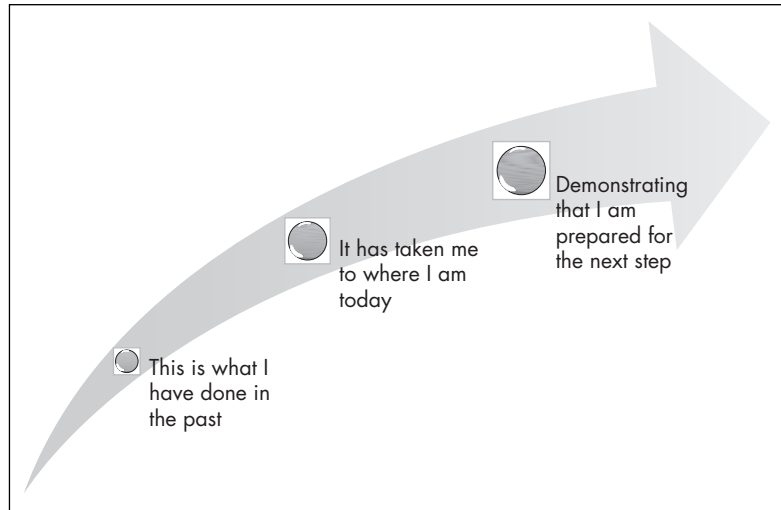 Demonstrating
that I am
prepared for
the next step
It has taken me
to where I am
today
This is what I
have done in
the past